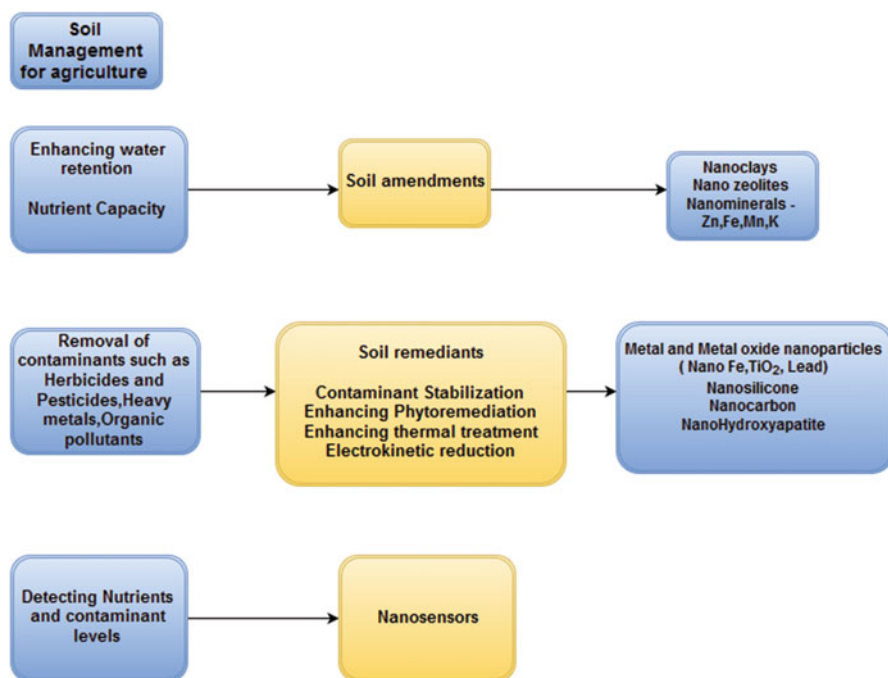 Soil
Management
for agriculture
Enhancing water
retention
Nutrient Capacity
Soil amendments
Nanoclays
Nano zeolites
Nanominerals -
Zn,Fe,Mn,K
Removal of
contaminants such as
Herbicides and
Pesticides,Heavy
metals,Organic
pollutants
Soil remediants
Contaminant Stabilization
Enhancing Phytoremediation
Enhancing thermal treatment
Electrokinetic reduction
Metal and Metal oxide nanoparticles
( Nano Fe,TiO₂, Lead)
Nanosilicone
Nanocarbon
NanoHydroxyapatite
Detecting Nutrients
and contaminant
levels
Nanosensors